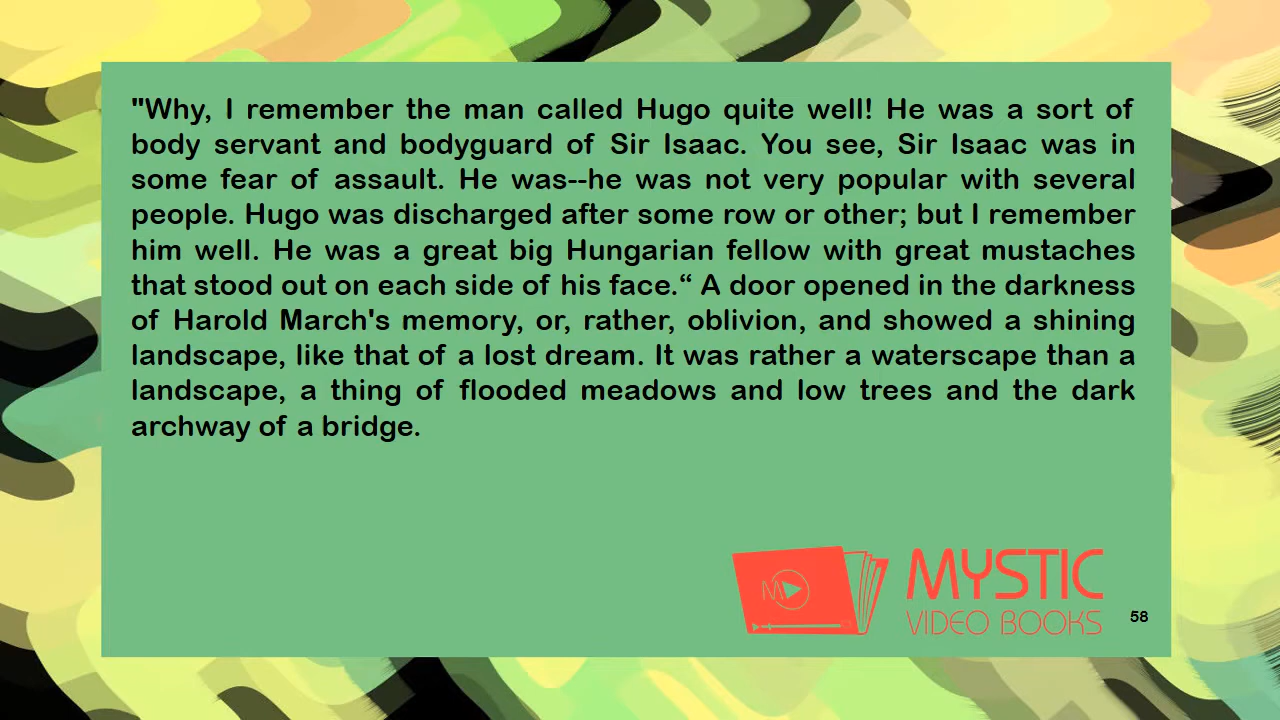 "Why, I remember the man called Hugo quite well! He was a sort of
body servant and bodyguard of Sir Isaac. You see, Sir Isaac was in
some fear of assault. He was--he was not very popular with several
people. Hugo was discharged after some row or other; but I remember
him well. He was a great big Hungarian fellow with great mustaches
that stood out on each side of his face.“ A door opened in the darkness
of Harold March's memory, or, rather, oblivion, and showed a shining
landscape, like that of a lost dream. It was rather a waterscape than a
landscape, a thing of flooded meadows and low trees and the dark
archway of a bridge.
M
MYSTIC
VIDEO BOOKS
58